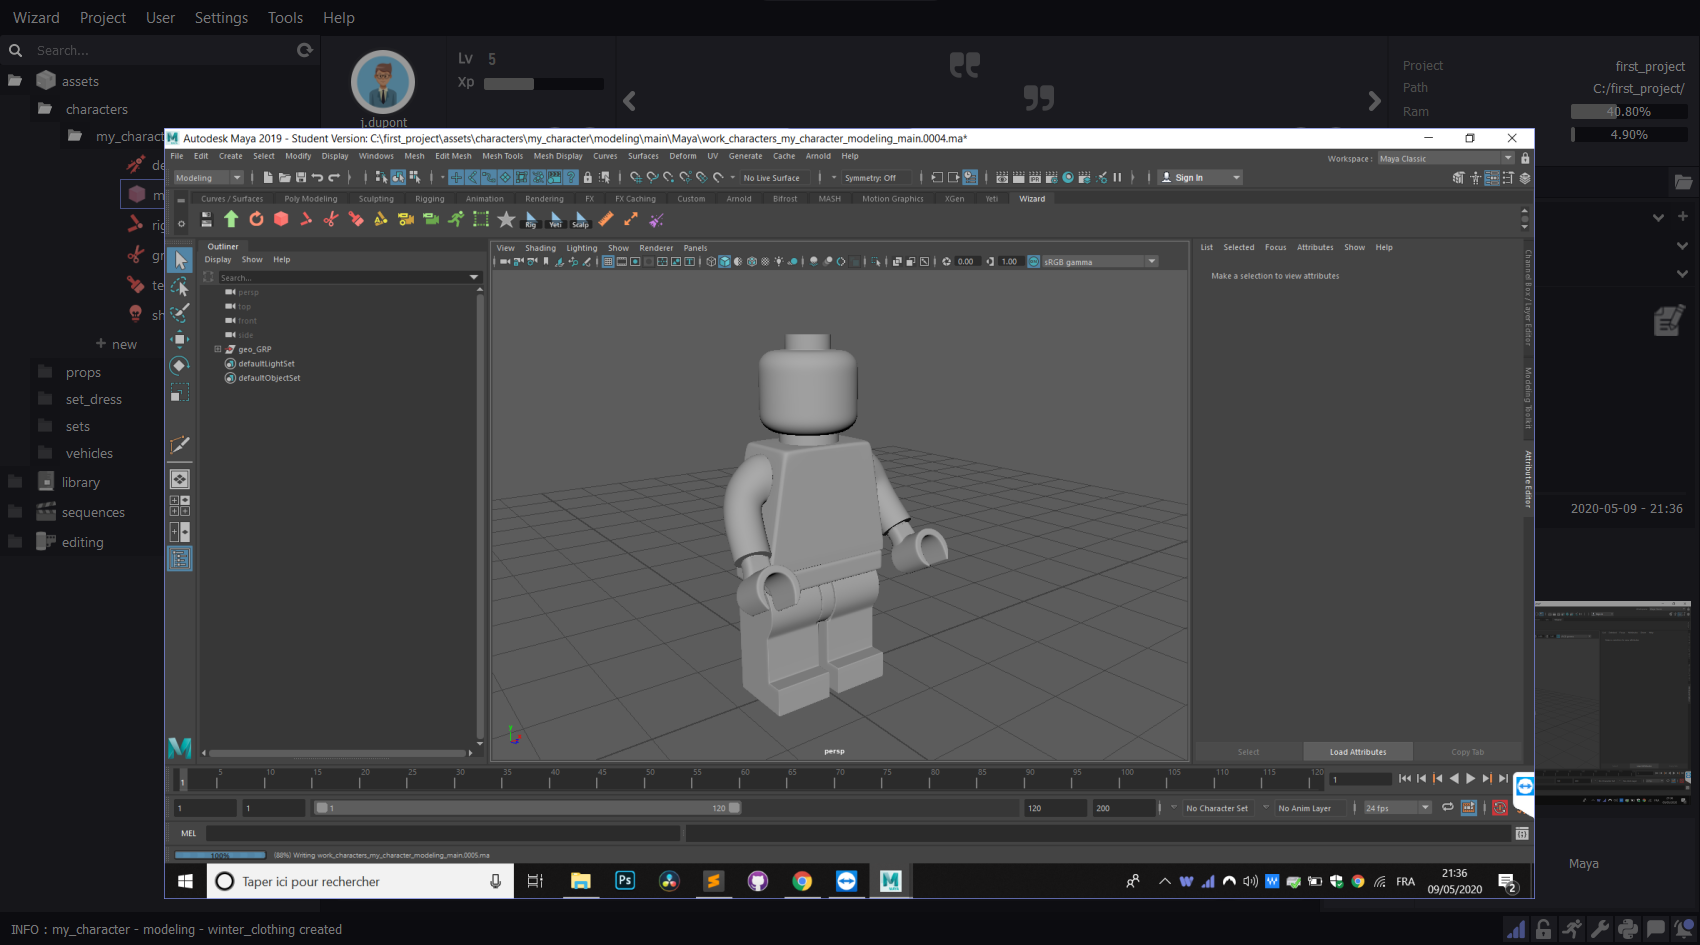 Wizard Project User Settings Tools Help
Search...
assets
characters
my_charact
new
props
set_dress
sets
vehicles
library
sequences
editing
Lv 5
Xp
j.dupont
Project first_project
Path C:/first_project/
Ram 40.80%
4.90%
Autodesk Maya 2019 - Student Version: C:\first_project\assets\characters\my_character\modeling\main\Maya\work_characters_my_character_modeling_main.0004.ma*
File Edit Create Select Modify Display Windows Mesh Edit Mesh Mesh Tools Mesh Display Curves Surfaces Deform UV Generate Cache Arnold Help
Workspace : Maya Classic
Modeling No Live Surface Symmetry: Off Sign In
Curves / Surfaces Poly Modeling Sculpting Rigging Animation Rendering FX FX Caching Custom Arnold Bifrost MASH Motion Graphics XGen Yeti Wizard
Rig Yeti Scalp
Outliner
Display Show Help
Search...
persp
top
front
side
geo_GRP
defaultLightSet
defaultObjectSet
View Shading Lighting Show Renderer Panels
0.00 1.00 sRGB gamma
persp
List Selected Focus Attributes Show Help
Make a selection to view attributes
Channel Box / Layer Editor
Modeling Toolkit
Attribute Editor
Select Load Attributes Copy Tab
1 5 10 15 20 25 30 35 40 45 50 55 60 65 70 75 80 85 90 95 100 105 110 115 120 1
1 1 1 120 120 200 No Character Set No Anim Layer 24 fps
MEL
100% (88%) Writing work_characters_my_character_modeling_main.0005.ma
Taper ici pour rechercher
Ps
FRA
21:36
09/05/2020
2
2020-05-09 - 21:36
Maya
INFO : my_character - modeling - winter_clothing created